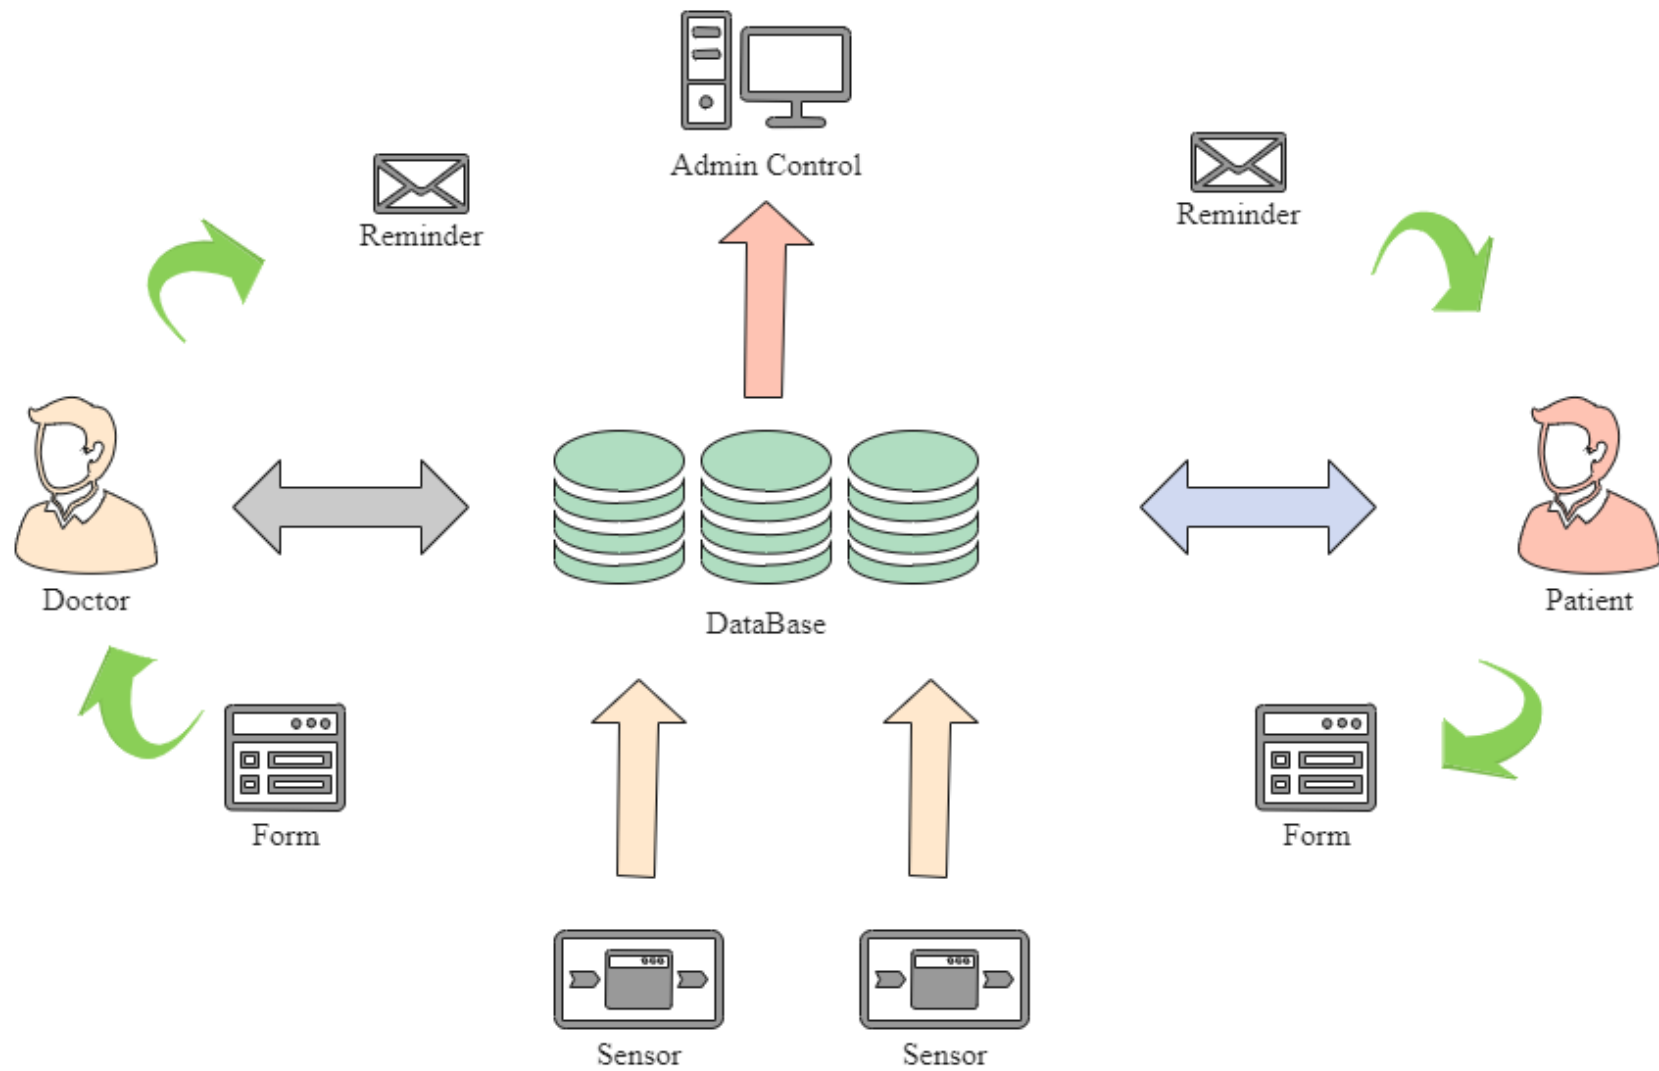 Admin Control
Reminder
Reminder
Doctor
DataBase
Patient
Form
Form
Sensor
Sensor